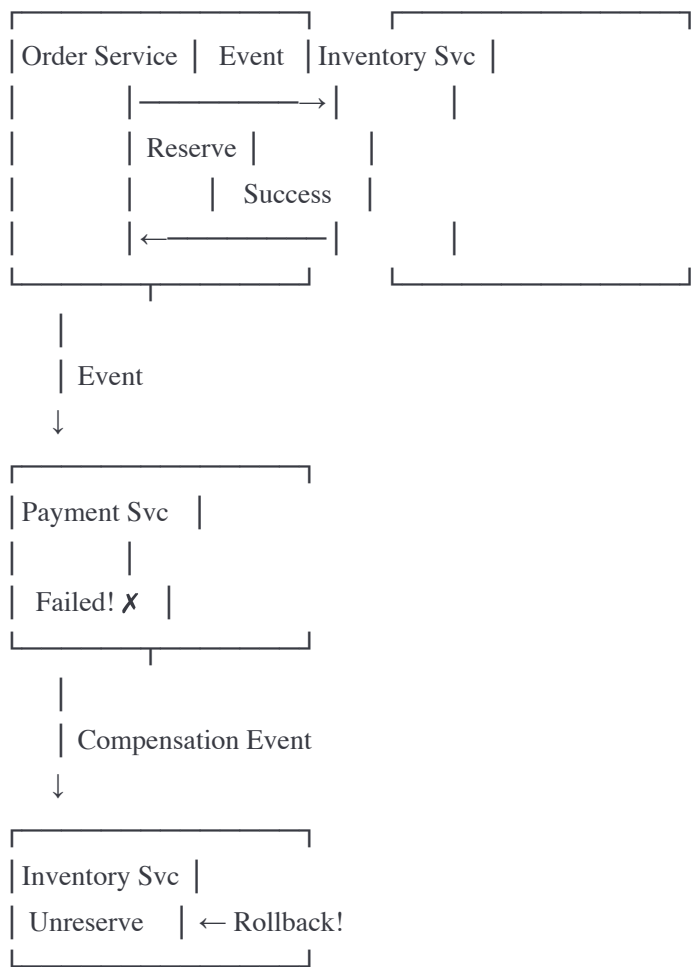 Order Service Event Inventory Svc
Reserve
Success
Event
Payment Svc
Failed! ✗
Compensation Event
Inventory Svc
Unreserve ← Rollback!